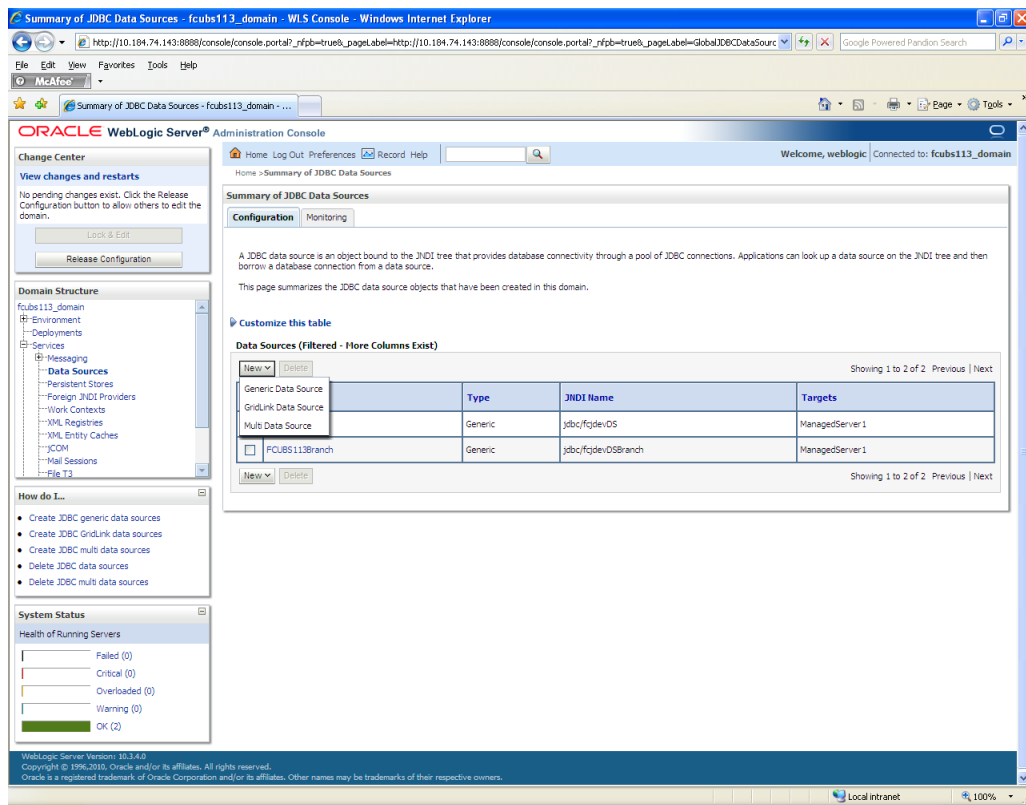 Summary of JDBC Data Sources - fcubs113_domain - WLS Console - Windows Internet Explorer
http://10.184.74.143:8888/console/console.portal?_nfpb=true&_pageLabel=http://10.184.74.143:8888/console/console.portal?_nfpb=true&_pageLabel=GlobalJDBCDataSourc
Google Powered Pandion Search
File Edit View Favorites Tools Help
McAfee
Summary of JDBC Data Sources - fcubs113_domain - ...
Page Tools
ORACLE WebLogic Server® Administration Console
Change Center
View changes and restarts
No pending changes exist. Click the Release
Configuration button to allow others to edit the
domain.
Lock & Edit
Release Configuration
Domain Structure
fcubs113_domain
Environment
Deployments
Services
Messaging
Data Sources
Persistent Stores
Foreign JNDI Providers
Work Contexts
XML Registries
XML Entity Caches
jCOM
Mail Sessions
File T3
How do I...
Create JDBC generic data sources
Create JDBC GridLink data sources
Create JDBC multi data sources
Delete JDBC data sources
Delete JDBC multi data sources
System Status
Health of Running Servers
Failed (0)
Critical (0)
Overloaded (0)
Warning (0)
OK (2)
Home Log Out Preferences Record Help
Welcome, weblogic Connected to: fcubs113_domain
Home >Summary of JDBC Data Sources
Summary of JDBC Data Sources
Configuration Monitoring
A JDBC data source is an object bound to the JNDI tree that provides database connectivity through a pool of JDBC connections. Applications can look up a data source on the JNDI tree and then
borrow a database connection from a data source.
This page summarizes the JDBC data source objects that have been created in this domain.
Customize this table
Data Sources (Filtered - More Columns Exist)
New Delete Showing 1 to 2 of 2 Previous | Next
Generic Data Source
GridLink Data Source
Multi Data Source
Type JNDI Name Targets
Generic jdbc/fcjdevDS ManagedServer1
FCUBS113Branch Generic jdbc/fcjdevDSBranch ManagedServer1
New Delete Showing 1 to 2 of 2 Previous | Next
WebLogic Server Version: 10.3.4.0
Copyright © 1996,2010, Oracle and/or its affiliates. All rights reserved.
Oracle is a registered trademark of Oracle Corporation and/or its affiliates. Other names may be trademarks of their respective owners.
Local intranet 100%